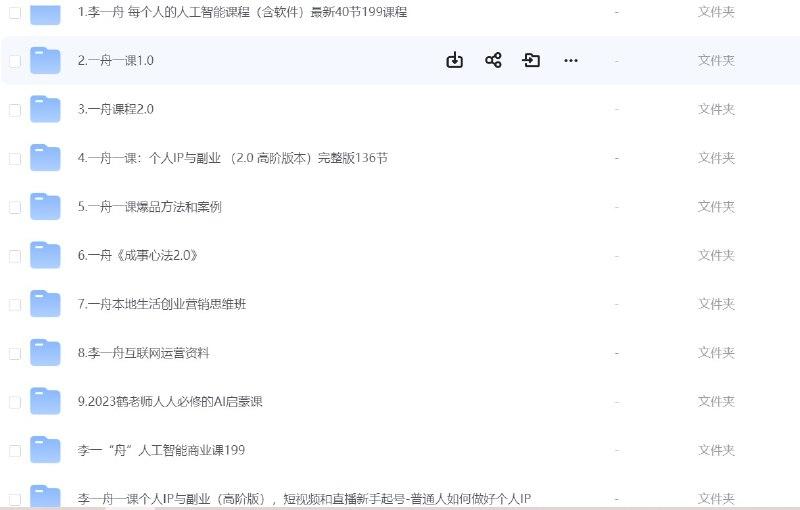 1.李一舟 每个人的人工智能课程（含软件）最新40节199课程 文件夹
2.一舟一课1.0 - 文件夹
3.一舟课程2.0 - 文件夹
4.一舟一课：个人IP与副业 （2.0 高阶版本）完整版136节 - 文件夹
5.一舟一课爆品方法和案例 - 文件夹
6.一舟《成事心法2.0》 - 文件夹
7.一舟本地生活创业营销思维班 - 文件夹
8.李一舟互联网运营资料 - 文件夹
9.2023鹤老师人人必修的AI启蒙课 - 文件夹
李一“舟”人工智能商业课199 - 文件夹
李一舟一课个人IP与副业（高阶版），短视频和直播新手起号-普通人如何做好个人IP - 文件夹